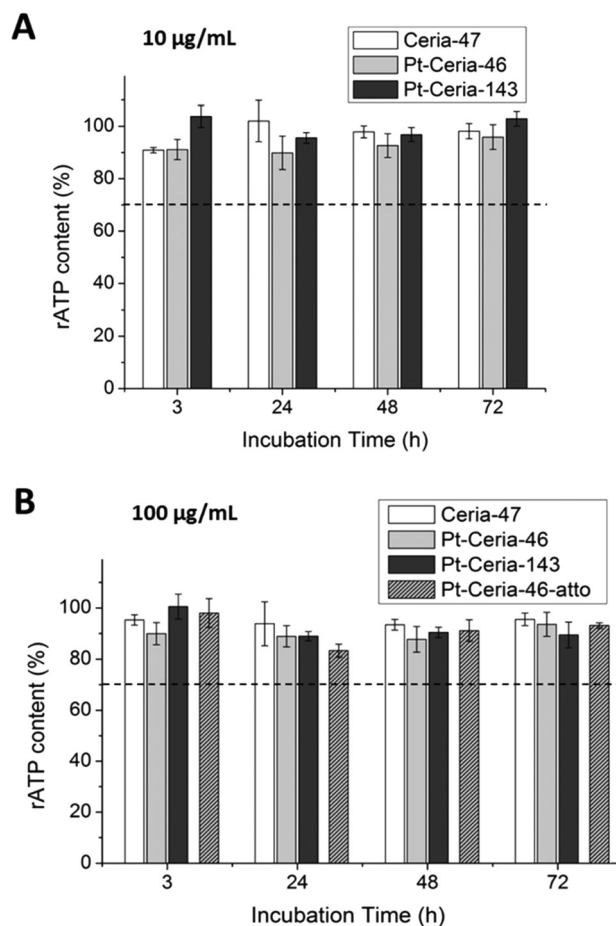 A
10 µg/mL
Ceria-47
Pt-Ceria-46
Pt-Ceria-143
rATP content (%)
100
80
60
40
20
0
3
24
48
72
Incubation Time (h)
B
100 µg/mL
Ceria-47
Pt-Ceria-46
Pt-Ceria-143
Pt-Ceria-46-atto
rATP content (%)
100
80
60
40
20
0
3
24
48
72
Incubation Time (h)